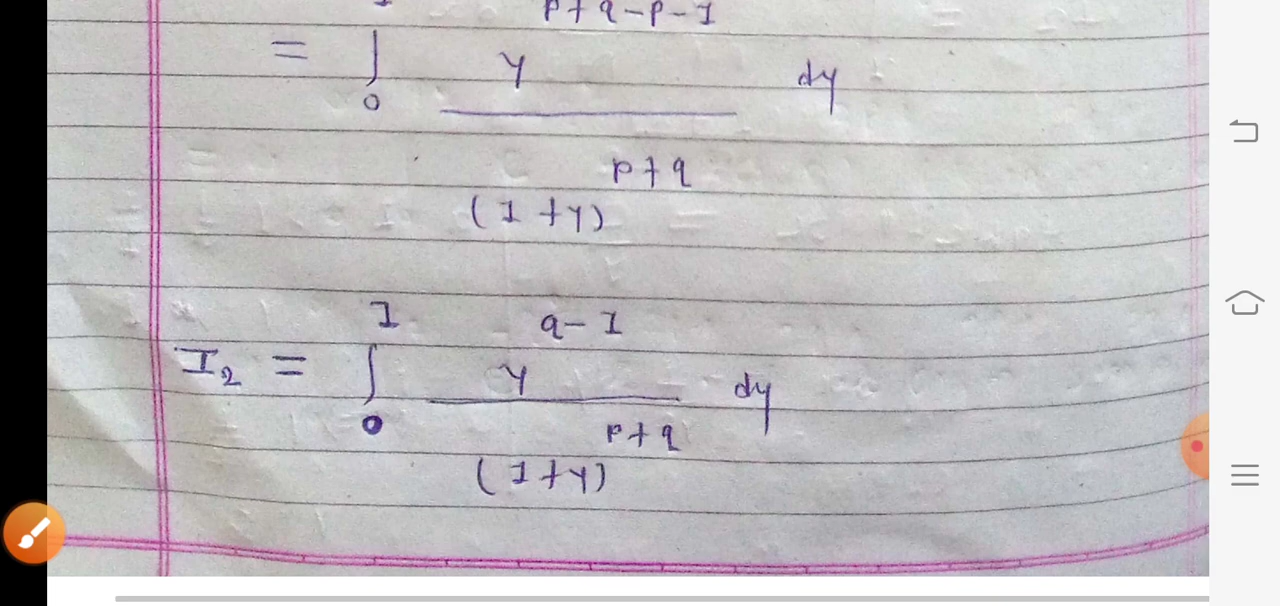 p+q-p-1
= ∫ y dy
0
p+q
(1+y)
1 q-1
I₂ = ∫ y dy
0 p+q
(1+y)